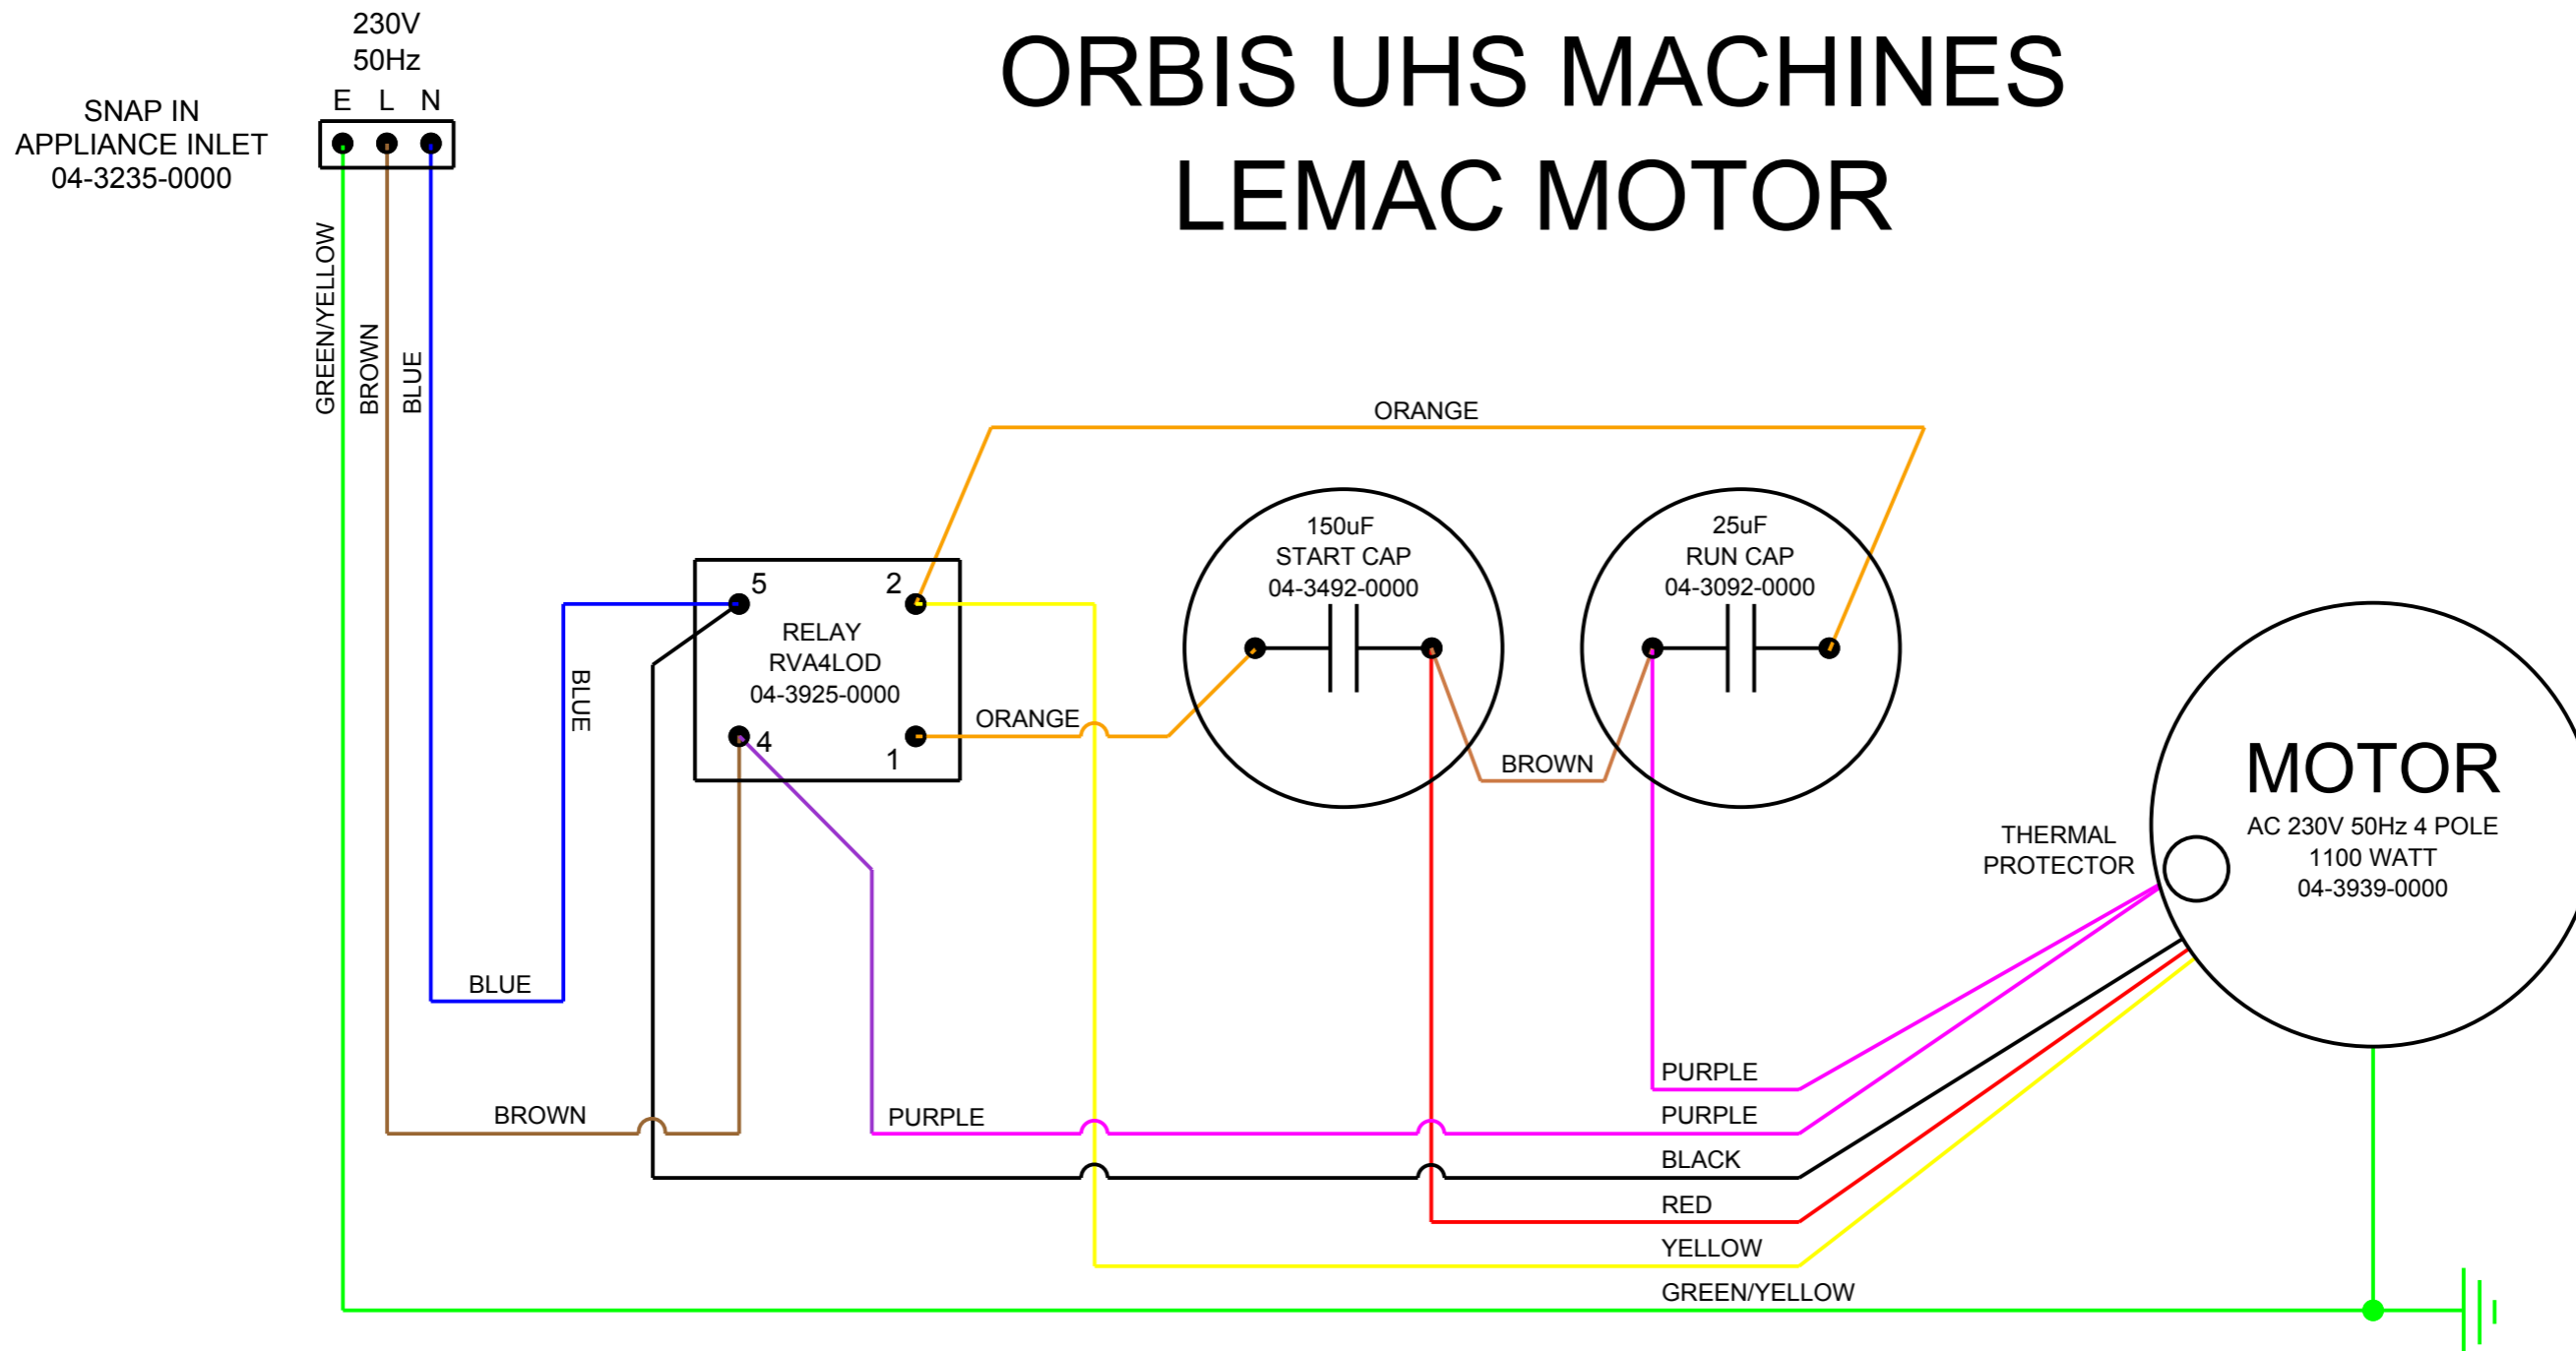 ORBIS UHS MACHINES
LEMAC MOTOR
230V
50Hz
E L N
SNAP IN
APPLIANCE INLET
04-3235-0000
GREEN/YELLOW
BROWN
BLUE
ORANGE
150uF
START CAP
04-3492-0000
25uF
RUN CAP
04-3092-0000
5 2
RELAY
RVA4LOD
04-3925-0000
4 1
BLUE
ORANGE
BROWN
MOTOR
AC 230V 50Hz 4 POLE
1100 WATT
04-3939-0000
THERMAL
PROTECTOR
BLUE
BROWN
PURPLE
PURPLE
PURPLE
BLACK
RED
YELLOW
GREEN/YELLOW